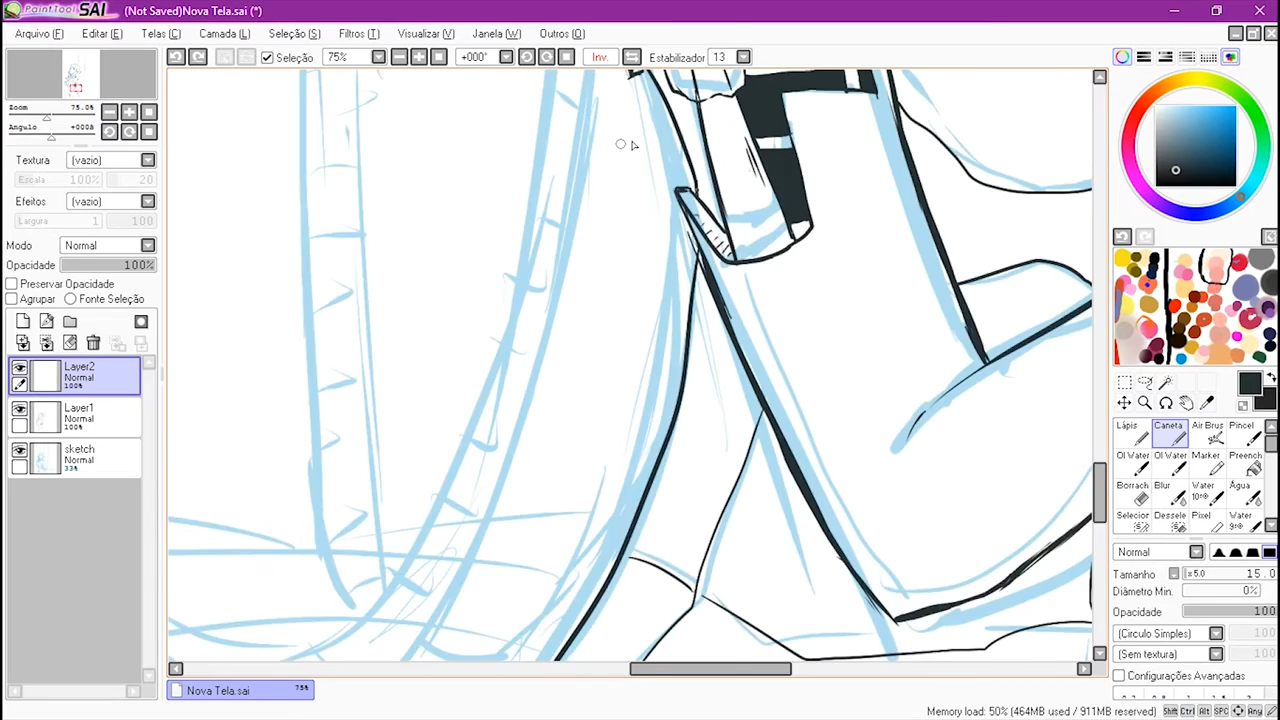 PaintTool SAI (Not Saved)Nova Tela.sai (*)
Arquivo (F) Editar (E) Telas (C) Camada (L) Seleção (S) Filtros (T) Visualizar (V) Janela (W) Outros (O)
Seleção 75% +000° Inv. Estabilizador 13
Zoom 75.0%
Angulo +000ã
Textura (vazio)
Escala 100% 20
Efeitos (vazio)
Largura 1 100
Modo Normal
Opacidade 100%
Preservar Opacidade
Agrupar Fonte Seleção
Layer2
Normal
100%
Layer1
Normal
100%
sketch
Normal
33%
Lápis Caneta Air Brus Pincel
Ol Water Ol Water Marker Preench
Borrach Blur Water Água
Selecior Dessele Pixel Water
Normal
Tamanho x5.0 15.0
Diâmetro Min. 0%
Opacidade 100
(Circulo Simples) 100
(Sem textura) 100
Configurações Avançadas
Nova Tela.sai 75%
Memory load: 50% (464MB used / 911MB reserved) Shift Ctrl Alt SPC Any